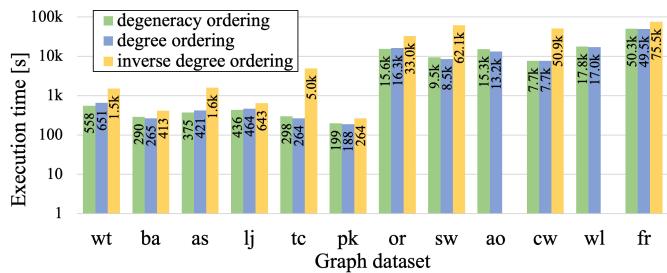 100k
10k
1k
100
10
1
Execution time [s]
degeneracy ordering
degree ordering
inverse degree ordering
558 651 1.5k
290 265 413
375 421 1.6k
436 464 643
298 264 5.0k
199 188 264
15.6k 16.3k 33.0k
9.5k 8.5k 62.1k
15.3k 13.2k
7.7k 7.7k 50.9k
17.8k 17.0k
50.3k 49.5k 75.5k
wt ba as lj tc pk or sw ao cw wl fr
Graph dataset